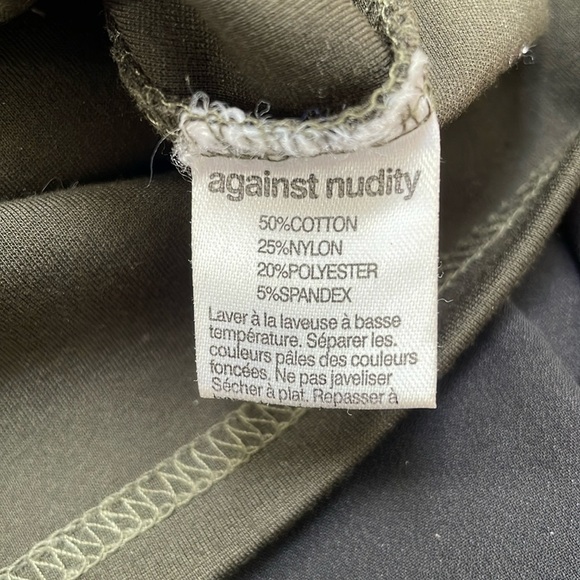 against nudity
50%COTTON
25%NYLON
20%POLYESTER
5%SPANDEX
Laver à la laveuse à basse
température. Séparer les.
couleurs pâles des couleurs
foncées. Ne pas javeliser
Sécher à plat. Repasser à